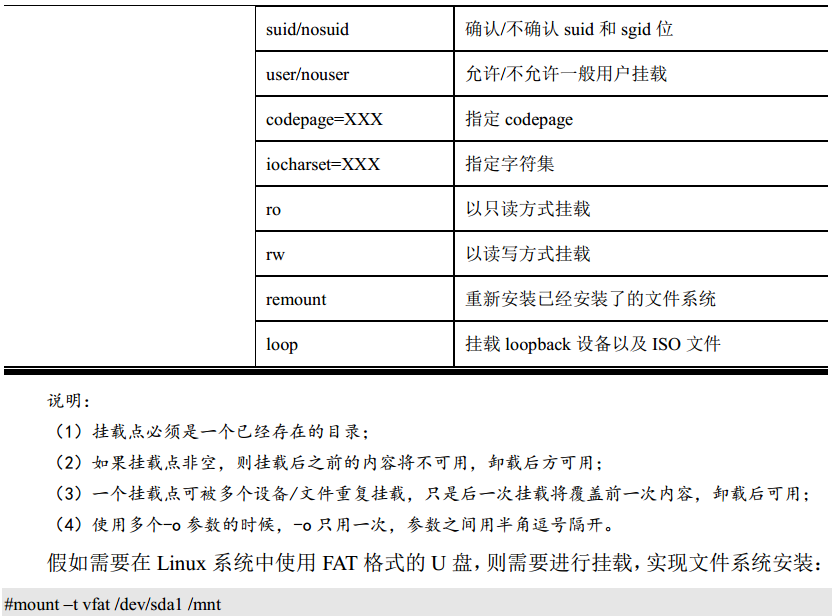 suid/nosuid 确认/不确认 suid 和 sgid 位
user/nouser 允许/不允许一般用户挂载
codepage=XXX 指定 codepage
iocharset=XXX 指定字符集
ro 以只读方式挂载
rw 以读写方式挂载
remount 重新安装已经安装了的文件系统
loop 挂载 loopback 设备以及 ISO 文件
说明：
（1）挂载点必须是一个已经存在的目录；
（2）如果挂载点非空，则挂载后之前的内容将不可用，卸载后方可用；
（3）一个挂载点可被多个设备/文件重复挂载，只是后一次挂载将覆盖前一次内容，卸载后可用；
（4）使用多个-o 参数的时候，-o 只用一次，参数之间用半角逗号隔开。
假如需要在 Linux 系统中使用 FAT 格式的 U 盘，则需要进行挂载，实现文件系统安装：
#mount –t vfat /dev/sda1 /mnt